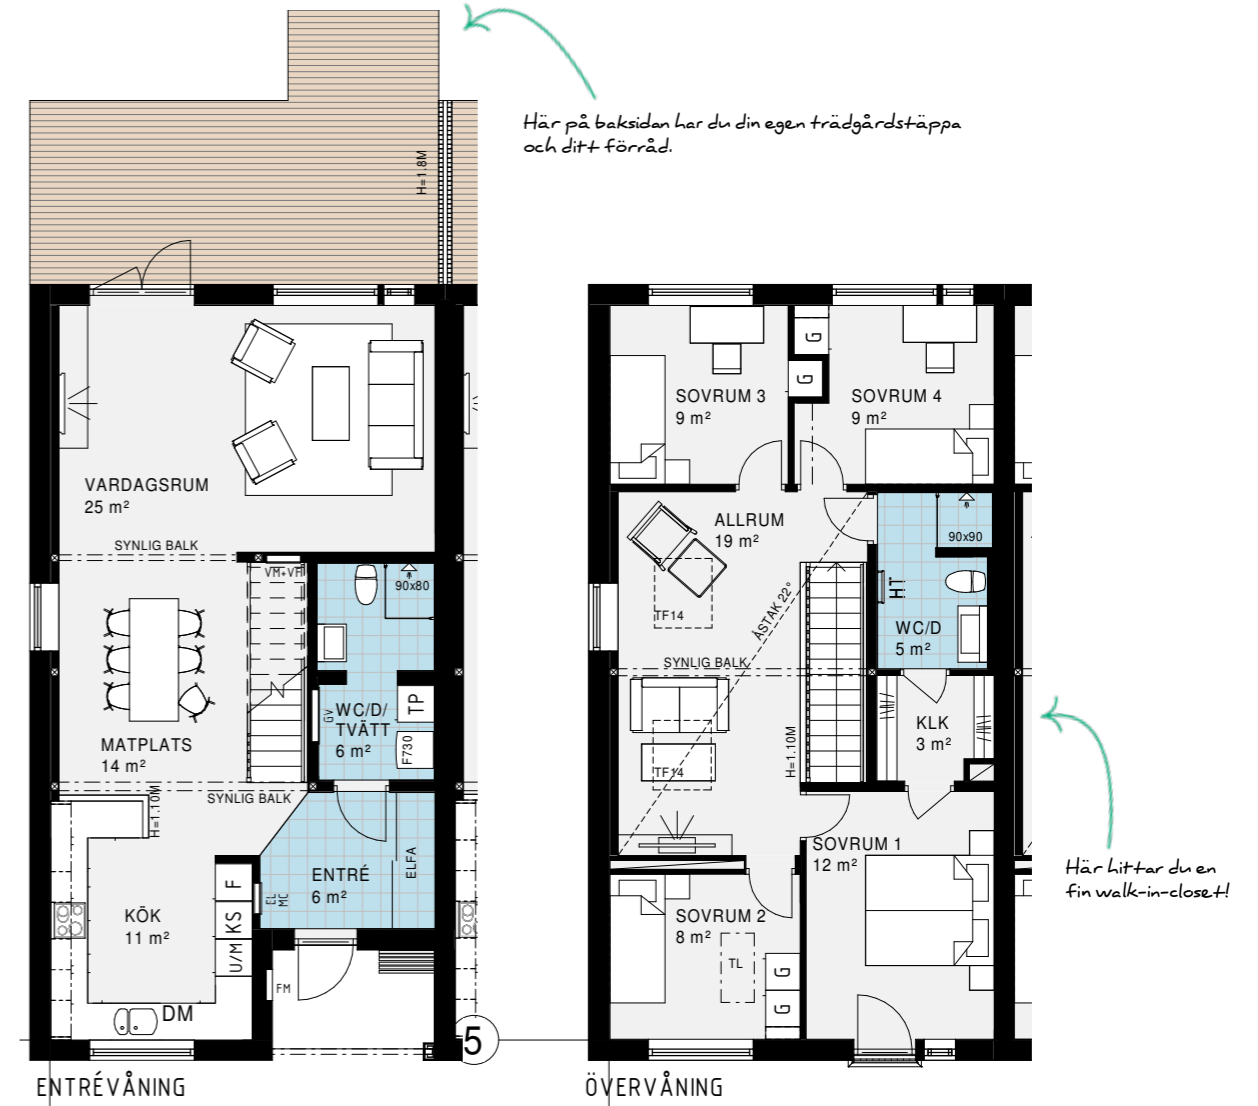 Här på baksidan har du din egen trädgårdstäppa
och ditt förråd.
H=1.8M
VARDAGSRUM
25 m²
SYNLIG BALK
VM+VF
90x80
WC/D/
TVÄTT
6 m²
GV
TP
F730
MATPLATS
14 m²
SYNLIG BALK
H=1.10M
ENTRÉ
6 m²
ELFA
EL
MC
F
KS
U/M
KÖK
11 m²
DM
FM
5
ENTRÉVÅNING
SOVRUM 3
9 m²
G
G
SOVRUM 4
9 m²
ALLRUM
19 m²
90x90
TF14
ÅSTAK 22°
HT
WC/D
5 m²
SYNLIG BALK
KLK
3 m²
TF14
H=1.10M
SOVRUM 1
12 m²
SOVRUM 2
8 m²
TL
G
G
Här hittar du en
fin walk-in-closet!
ÖVERVÅNING